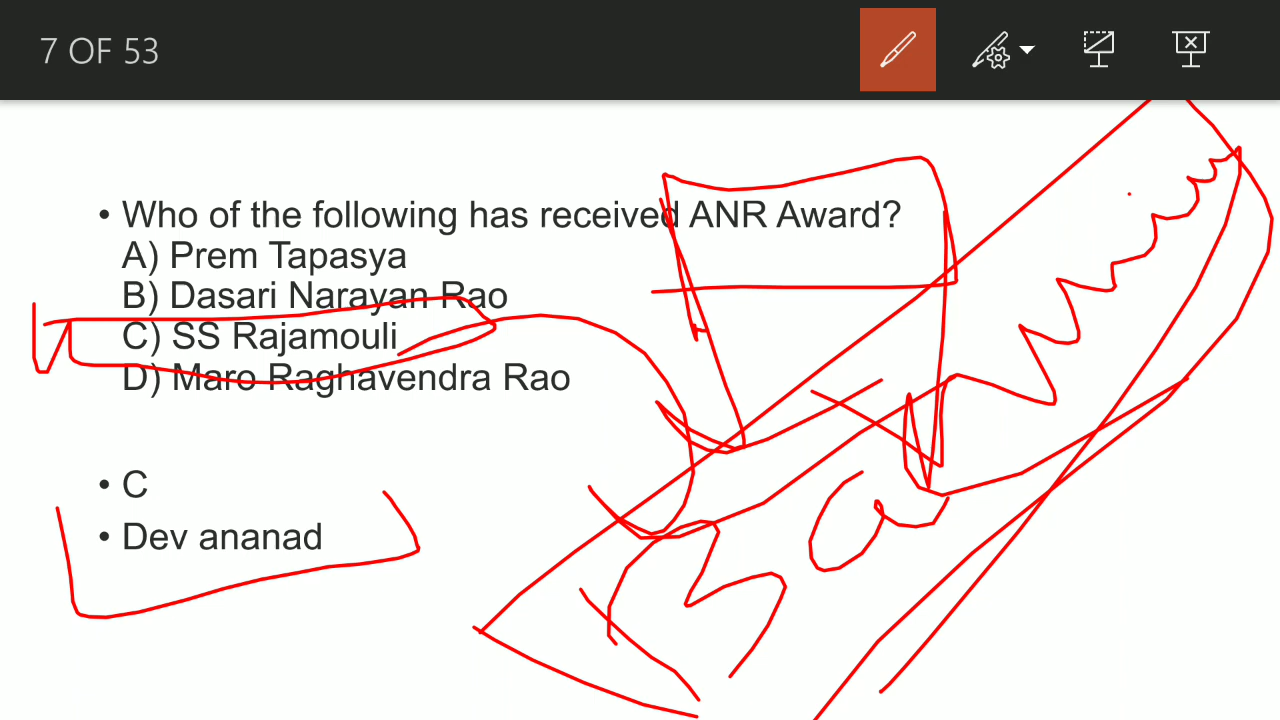 7 OF 53
• Who of the following has received ANR Award?
A) Prem Tapasya
B) Dasari Narayan Rao
C) SS Rajamouli
D) Maro Raghavendra Rao
• C
• Dev ananad